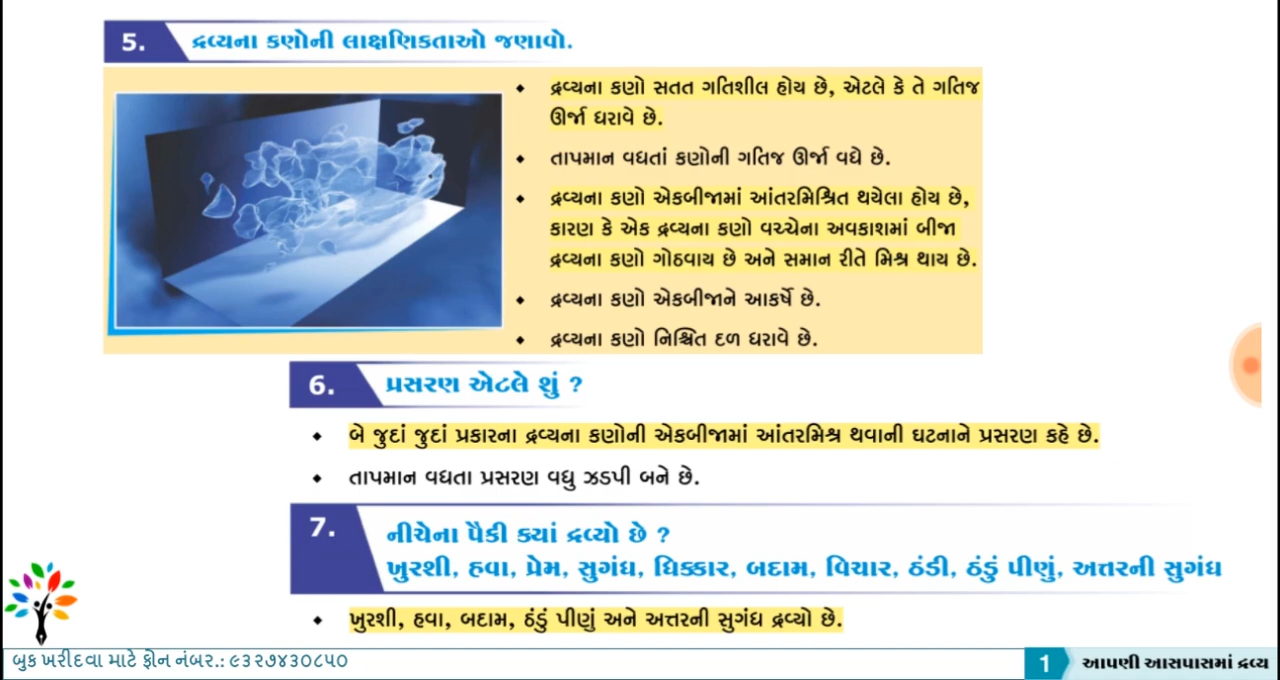 5. દ્રવ્યના કણોની લાક્ષણિકતાઓ જણાવો.
◆ દ્રવ્યના કણો સતત ગતિશીલ હોય છે, એટલે કે તે ગતિજ
ઊર્જા ધરાવે છે.
◆ તાપમાન વધતાં કણોની ગતિજ ઊર્જા વધે છે.
◆ દ્રવ્યના કણો એકબીજામાં આંતરમિશ્રિત થયેલા હોય છે,
કારણ કે એક દ્રવ્યના કણો વચ્ચેના અવકાશમાં બીજા
દ્રવ્યના કણો ગોઠવાય છે અને સમાન રીતે મિશ્ર થાય છે.
◆ દ્રવ્યના કણો એકબીજાને આકર્ષે છે.
◆ દ્રવ્યના કણો નિશ્ચિત દળ ધરાવે છે.
6. પ્રસરણ એટલે શું ?
◆ બે જુદાં જુદાં પ્રકારના દ્રવ્યના કણોની એકબીજામાં આંતરમિશ્ર થવાની ઘટનાને પ્રસરણ કહે છે.
◆ તાપમાન વધતા પ્રસરણ વધુ ઝડપી બને છે.
7. નીચેના પૈકી ક્યાં દ્રવ્યો છે ?
ખુરશી, હવા, પ્રેમ, સુગંધ, ધિક્કાર, બદામ, વિચાર, ઠંડી, ઠંડું પીણું, અત્તરની સુગંધ
◆ ખુરશી, હવા, બદામ, ઠંડું પીણું અને અત્તરની સુગંધ દ્રવ્યો છે.
બુક ખરીદવા માટે ફોન નંબર.: ૯૩૨૭૪૩૦૮૫૦
1 આપણી આસપાસમાં દ્રવ્ય